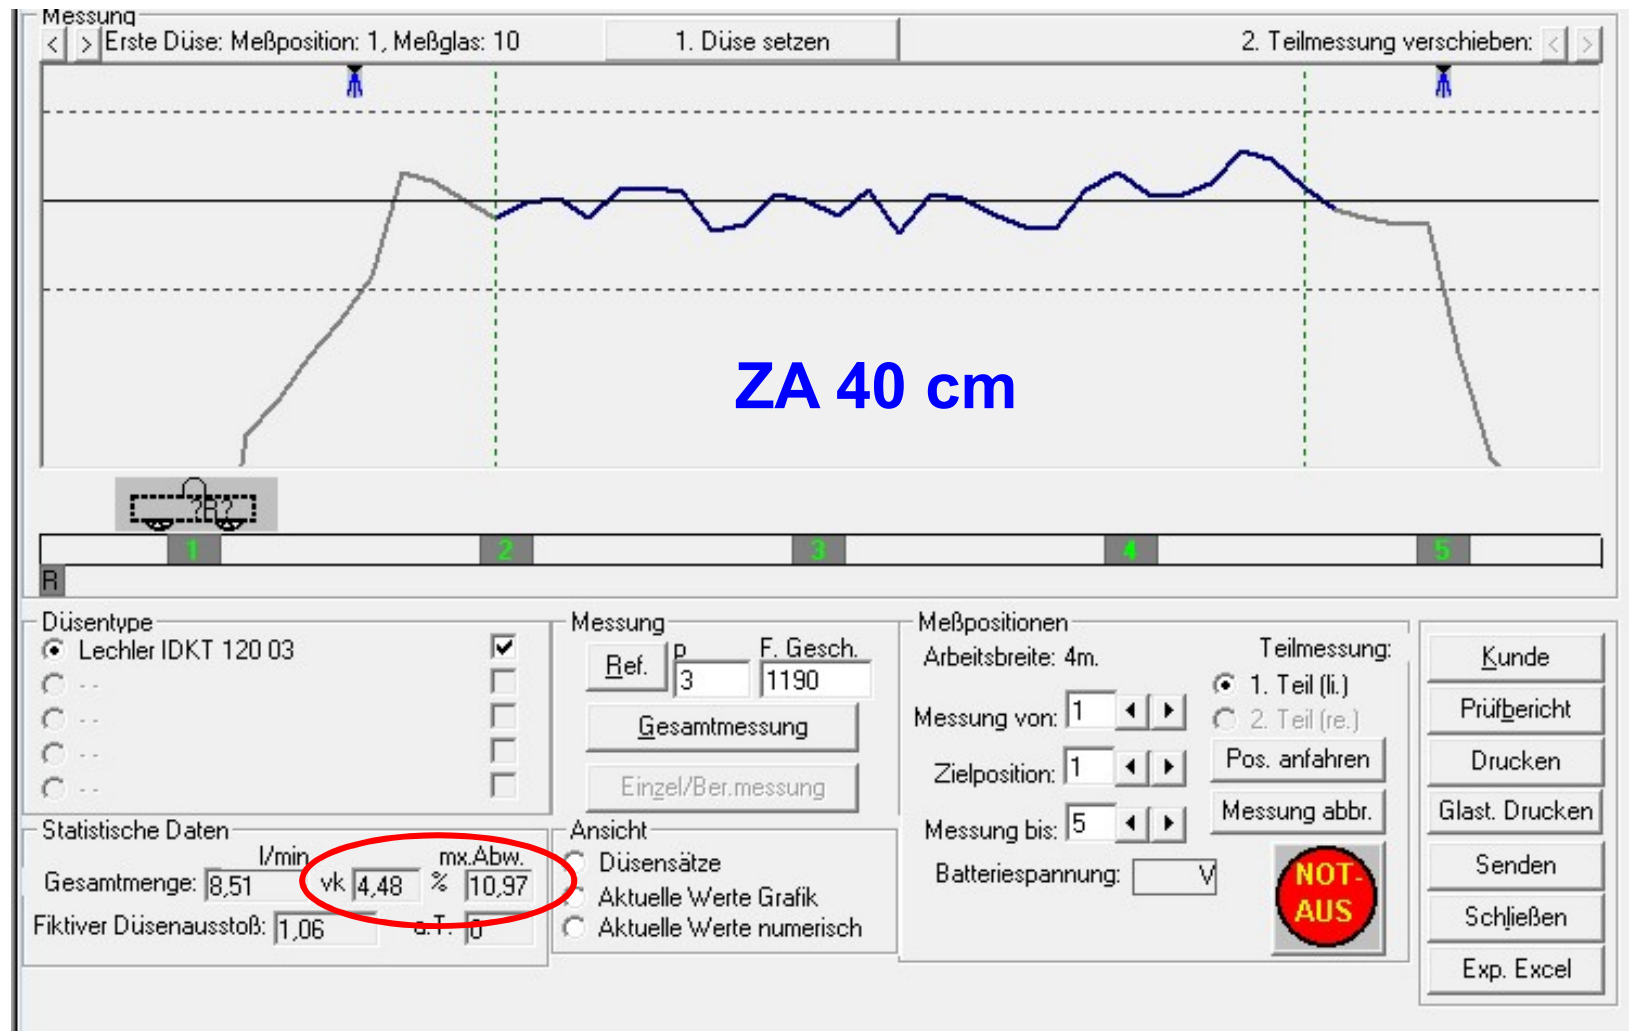 Messung
< > Erste Düse: Meßposition: 1, Meßglas: 10
1. Düse setzen
2. Teilmessung verschieben: < >
ZA 40 cm
?R?
1 2 3 4 5
R
Düsentype
Lechler IDKT 120 03
- -
- -
- -
- -
Statistische Daten
l/min mx.Abw.
Gesamtmenge: 8,51 vk 4,48 % 10,97
Fiktiver Düsenausstoß: 1,06 a.T. 0
Messung
p F. Gesch.
Ref. 3 1190
Gesamtmessung
Einzel/Ber.messung
Ansicht
Düsensätze
Aktuelle Werte Grafik
Aktuelle Werte numerisch
Meßpositionen
Arbeitsbreite: 4m.
Messung von: 1
Zielposition: 1
Messung bis: 5
Batteriespannung: V
Teilmessung:
1. Teil (li.)
2. Teil (re.)
Pos. anfahren
Messung abbr.
NOT-
AUS
Kunde
Prüfbericht
Drucken
Glast. Drucken
Senden
Schließen
Exp. Excel